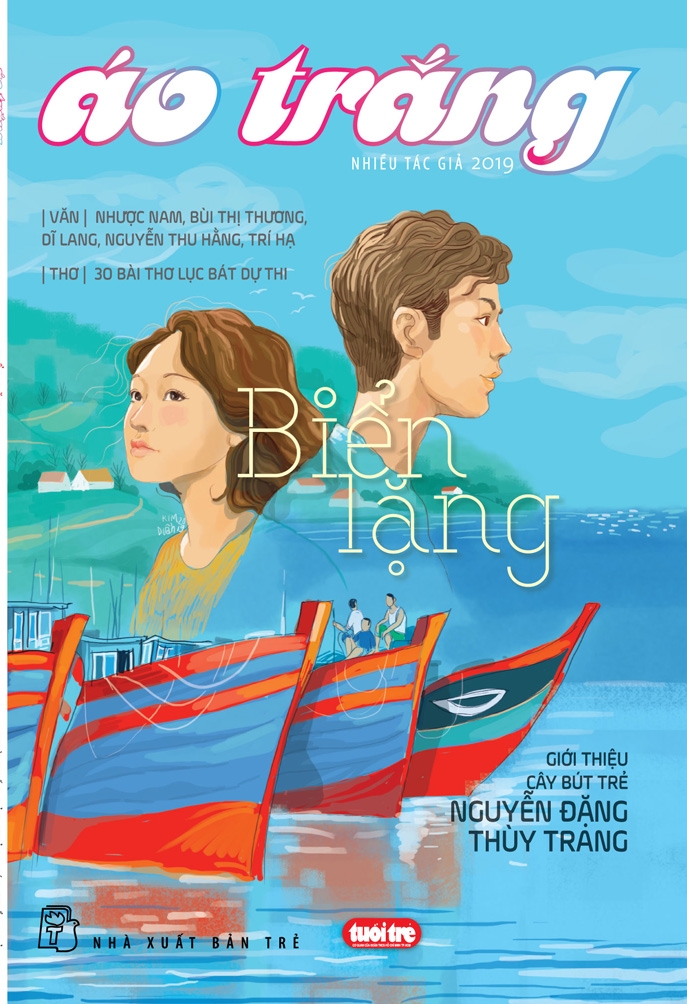 áo trắng
NHIỀU TÁC GIẢ 2019
| VĂN | NHƯỢC NAM, BÙI THỊ THƯƠNG,
DĨ LANG, NGUYỄN THU HẰNG, TRÍ HẠ
| THƠ | 30 BÀI THƠ LỤC BÁT DỰ THI
Biển
lặng
KIM
DUẨN
GIỚI THIỆU
CÂY BÚT TRẺ
NGUYỄN ĐẶNG
THÙY TRANG
T
NHÀ XUẤT BẢN TRẺ
tuổi trẻ